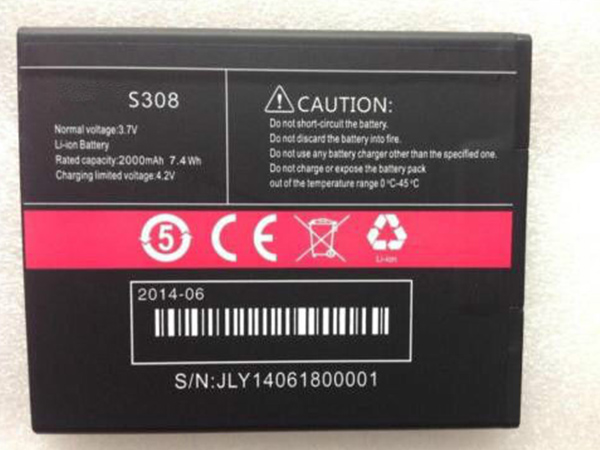 S308
Normal voltage:3.7V
Li-ion Battery
Rated capacity:2000mAh 7.4Wh
Charging limited voltage:4.2V
CAUTION:
Do not short-circuit the battery.
Do not discard the battery into fire.
Do not use any battery charger other than the specified one.
Do not charge or expose the battery pack
out of the temperature range 0°C-45°C
5
CE
Li-ion
2014-06
S/N:JLY14061800001